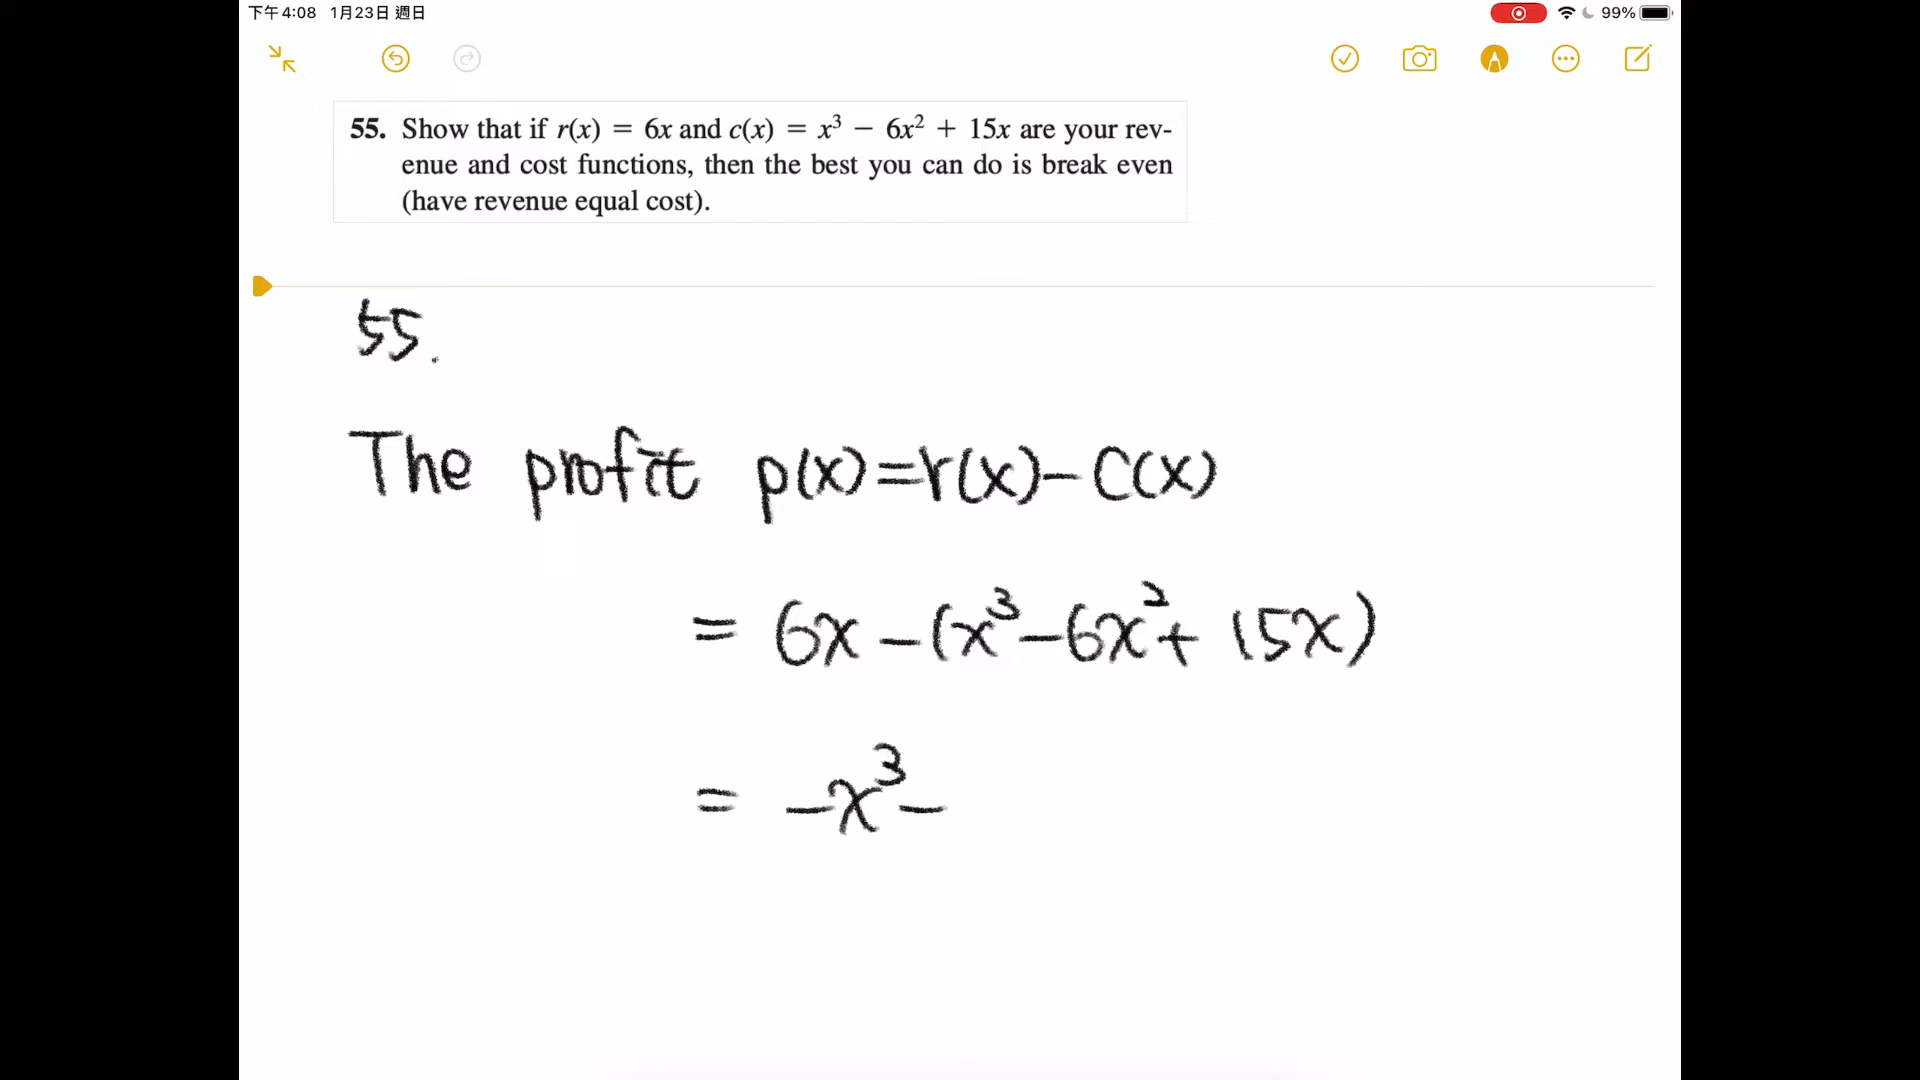 下午4:08 1月23日 週日
99%
55. Show that if r(x) = 6x and c(x) = x³ − 6x² + 15x are your rev-
enue and cost functions, then the best you can do is break even
(have revenue equal cost).
55.
The profit p(x)=r(x)-C(x)
= 6x-(x³-6x²+ 15x)
= -x³-